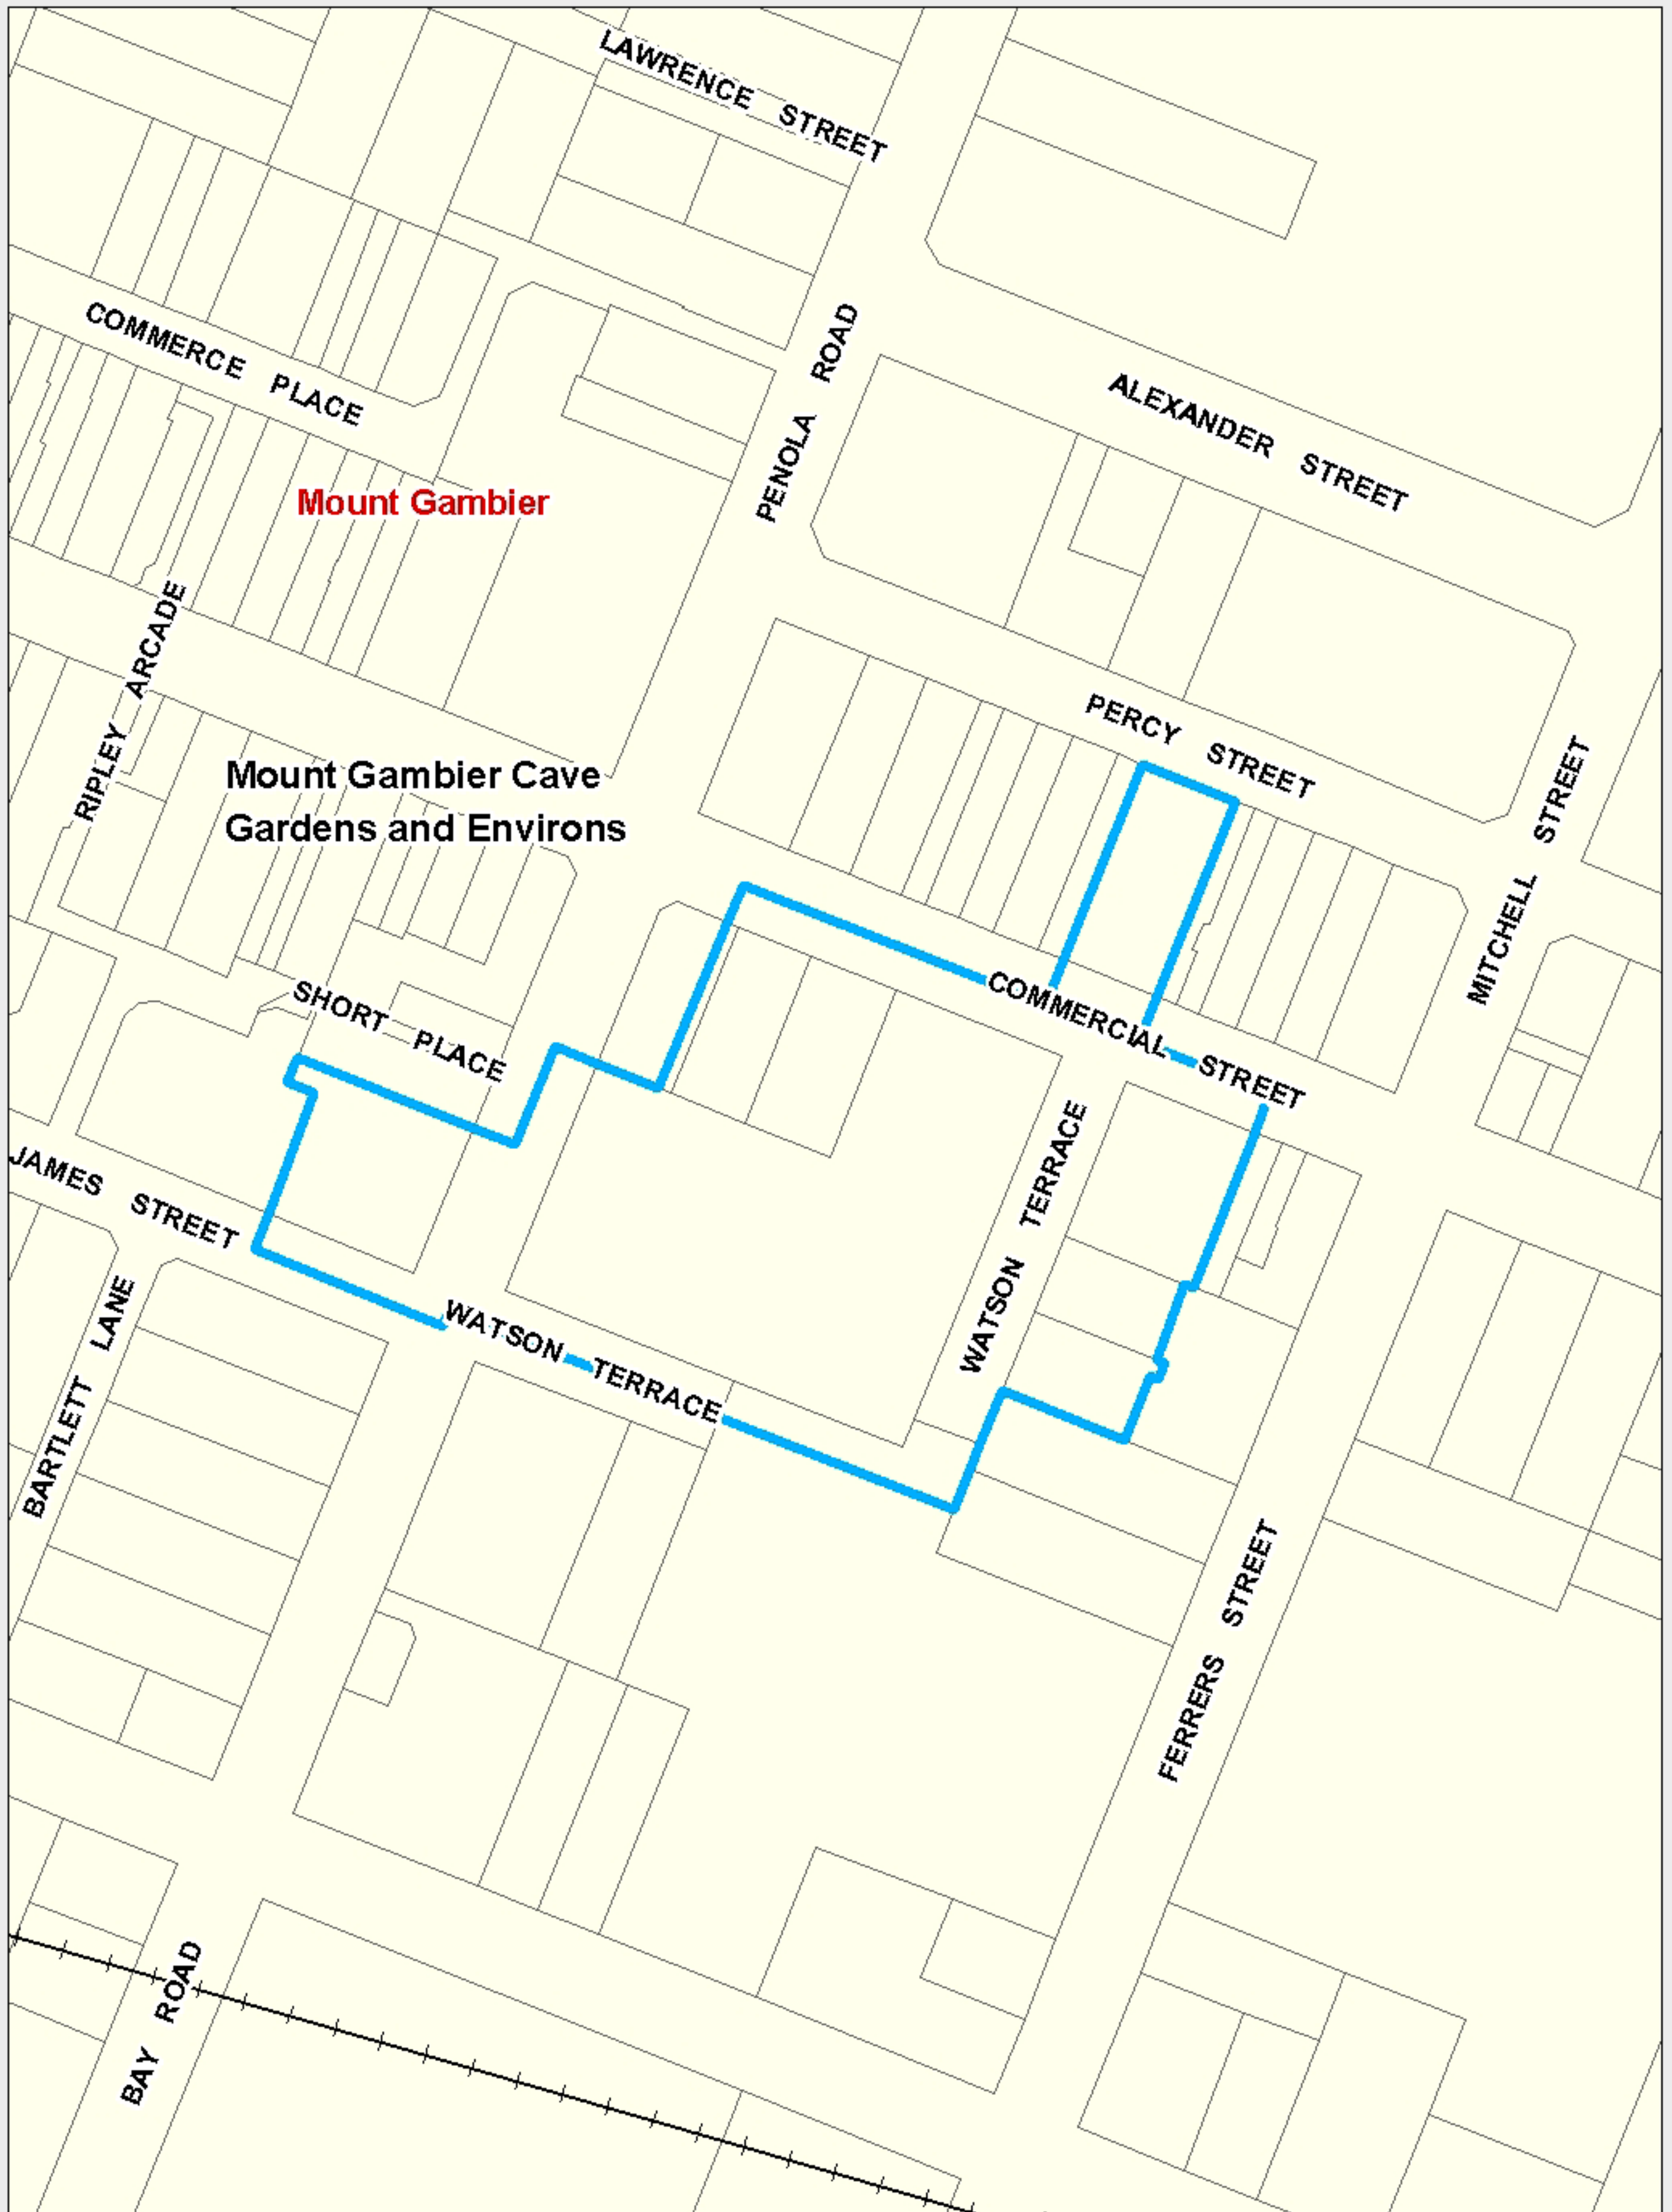 LAWRENCE STREET
COMMERCE PLACE
PENOLA ROAD
ALEXANDER STREET
Mount Gambier
RIPLEY ARCADE
PERCY STREET
Mount Gambier Cave
Gardens and Environs
MITCHELL STREET
SHORT PLACE
COMMERCIAL STREET
JAMES STREET
WATSON TERRACE
BARTLETT LANE
WATSON TERRACE
FERRERS STREET
BAY ROAD